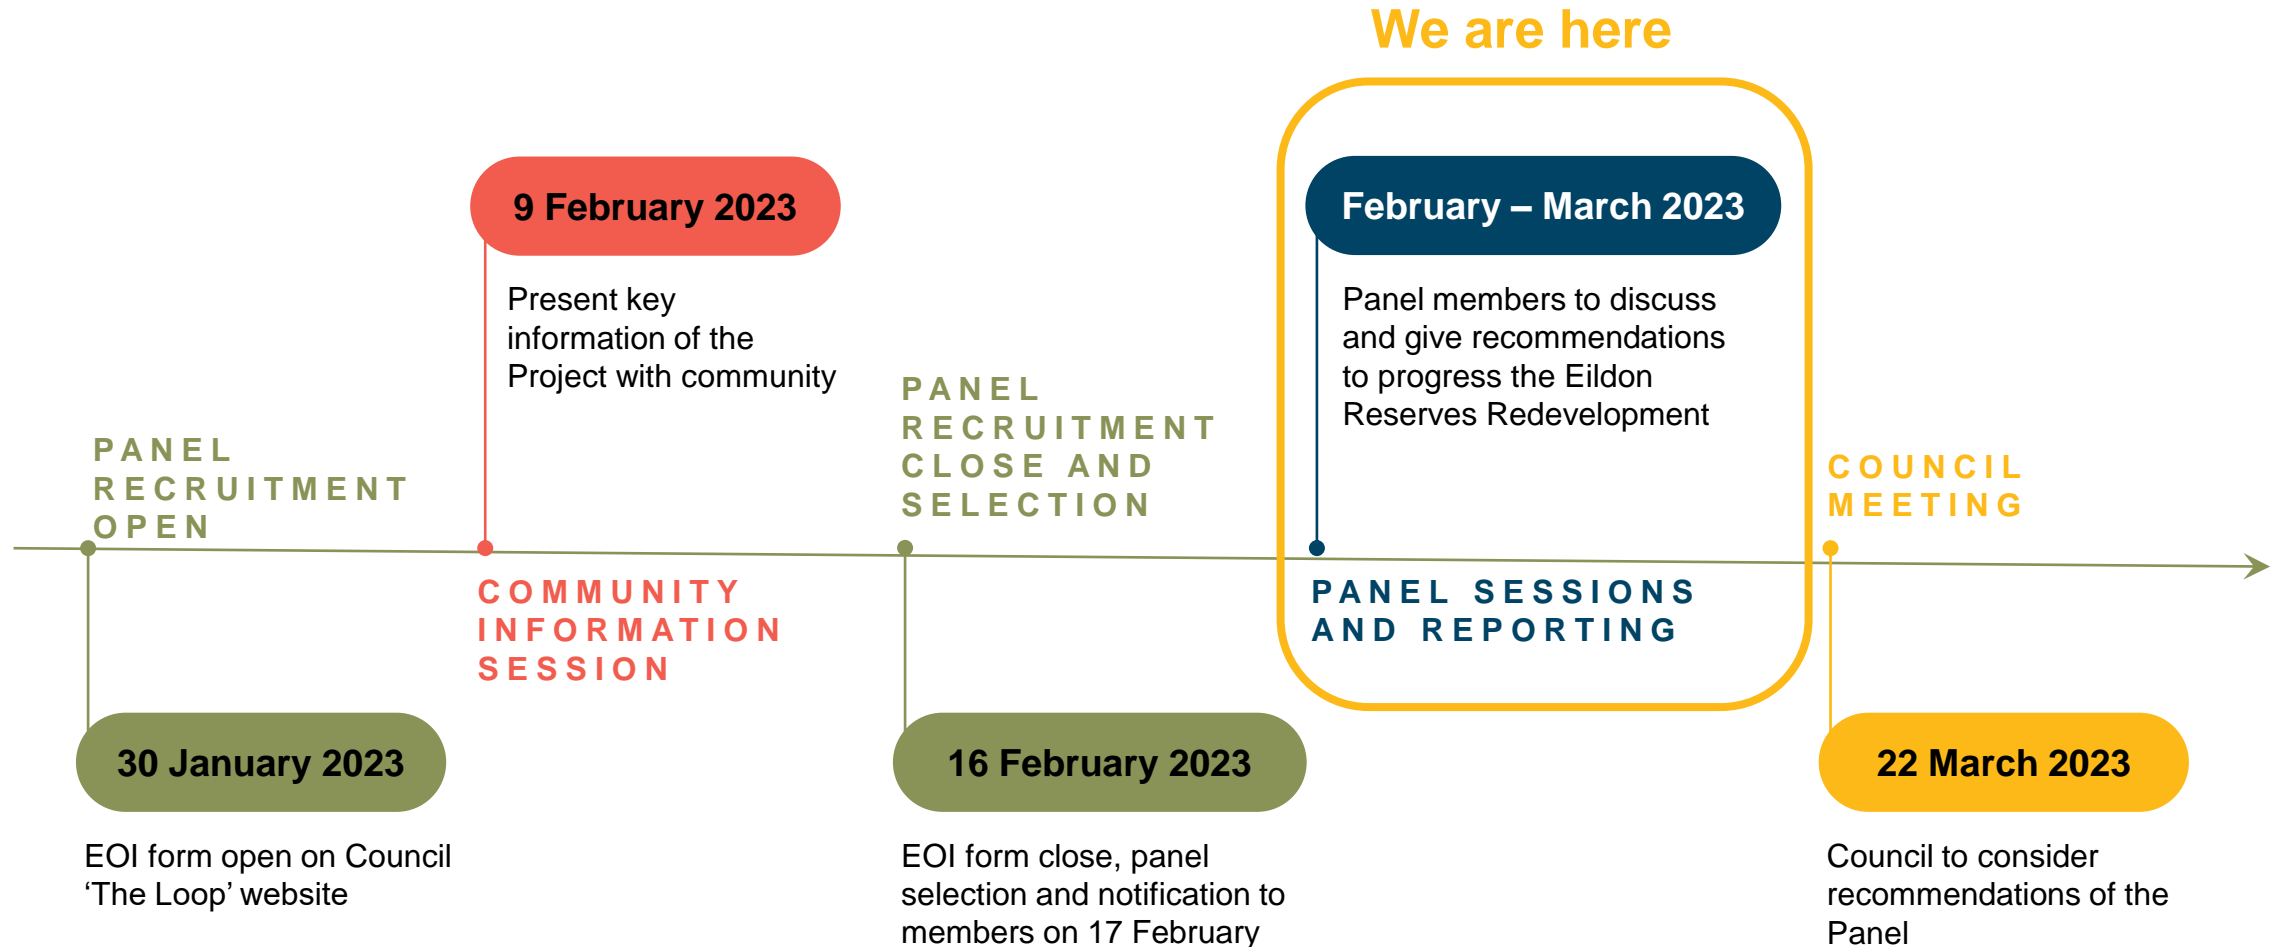 We are here
PANEL
RECRUITMENT
OPEN
30 January 2023
EOI form open on Council
‘The Loop’ website
9 February 2023
Present key
information of the
Project with community
COMMUNITY
INFORMATION
SESSION
PANEL
RECRUITMENT
CLOSE AND
SELECTION
16 February 2023
EOI form close, panel
selection and notification to
members on 17 February
February – March 2023
Panel members to discuss
and give recommendations
to progress the Eildon
Reserves Redevelopment
PANEL SESSIONS
AND REPORTING
COUNCIL
MEETING
22 March 2023
Council to consider
recommendations of the
Panel